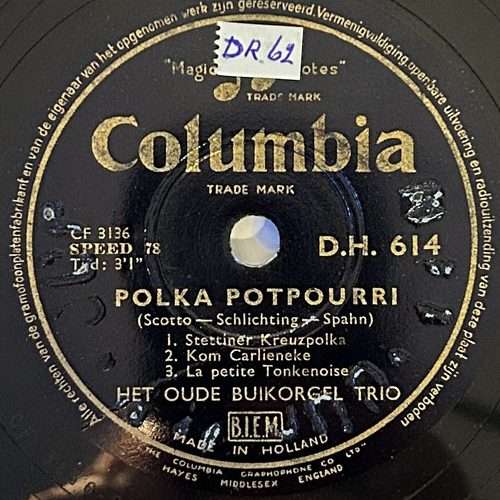 DR 62
"Magic Notes"
TRADE MARK
Columbia
TRADE MARK
CF 3136
SPEED 78
Tijd: 3'1"
D.H. 614
POLKA POTPOURRI
(Scotto — Schlichting — Spahn)
1. Stettiner Kreuzpolka
2. Kom Carlieneke
3. La petite Tonkenoise
HET OUDE BUIKORGEL TRIO
B.I.E.M.
MADE IN HOLLAND
THE COLUMBIA GRAPHOPHONE CO LTD
HAYES MIDDLESEX ENGLAND
Alle rechten van de gramofoonplatenfabrikant en van de eigenaar van het opgenomen werk zijn gereserveerd. Vermenigvuldiging, openbare uitvoering en radiouitzending van deze plaat zijn verboden